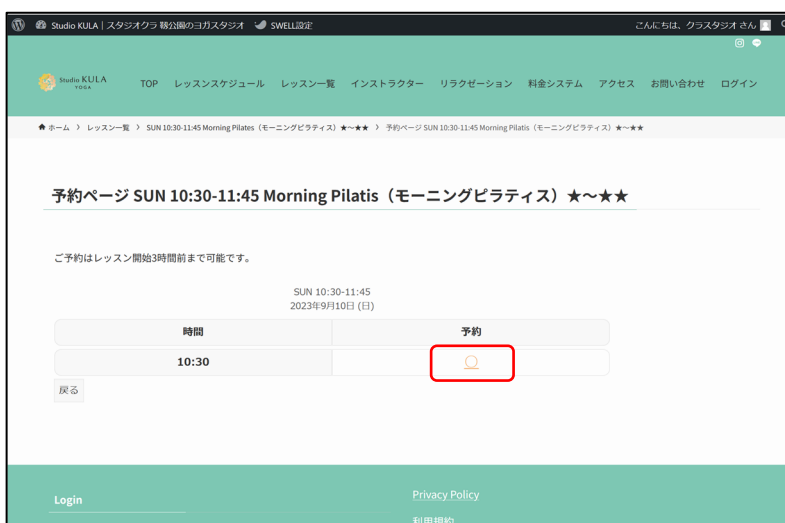 Studio KULA | スタジオクラ 靱公園のヨガスタジオ SWELL設定 こんにちは、クラスタジオ さん
Studio KULA
YOGA
TOP レッスンスケジュール レッスン一覧 インストラクター リラクゼーション 料金システム アクセス お問い合わせ ログイン
ホーム 〉 レッスン一覧 〉 SUN 10:30-11:45 Morning Pilates（モーニングピラティス）★〜★★ 〉 予約ページ SUN 10:30-11:45 Morning Pilatis（モーニングピラティス）★〜★★
予約ページ SUN 10:30-11:45 Morning Pilatis（モーニングピラティス）★〜★★
ご予約はレッスン開始3時間前まで可能です。
SUN 10:30-11:45
2023年9月10日 (日)
時間 予約
10:30 〇
戻る
Login Privacy Policy
利用規約